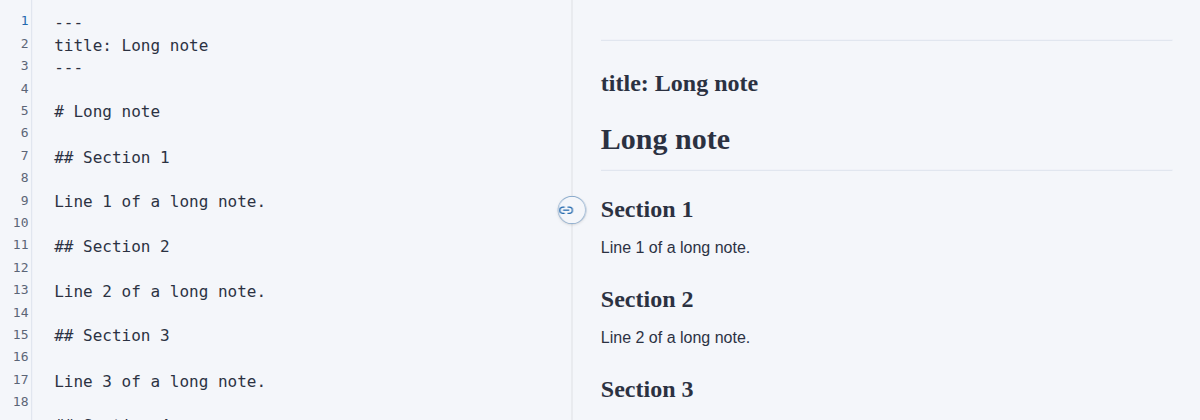 1 ---
2 title: Long note
3 ---
4
5 # Long note
6
7 ## Section 1
8
9 Line 1 of a long note.
10
11 ## Section 2
12
13 Line 2 of a long note.
14
15 ## Section 3
16
17 Line 3 of a long note.
18
title: Long note
Long note
Section 1
Line 1 of a long note.
Section 2
Line 2 of a long note.
Section 3